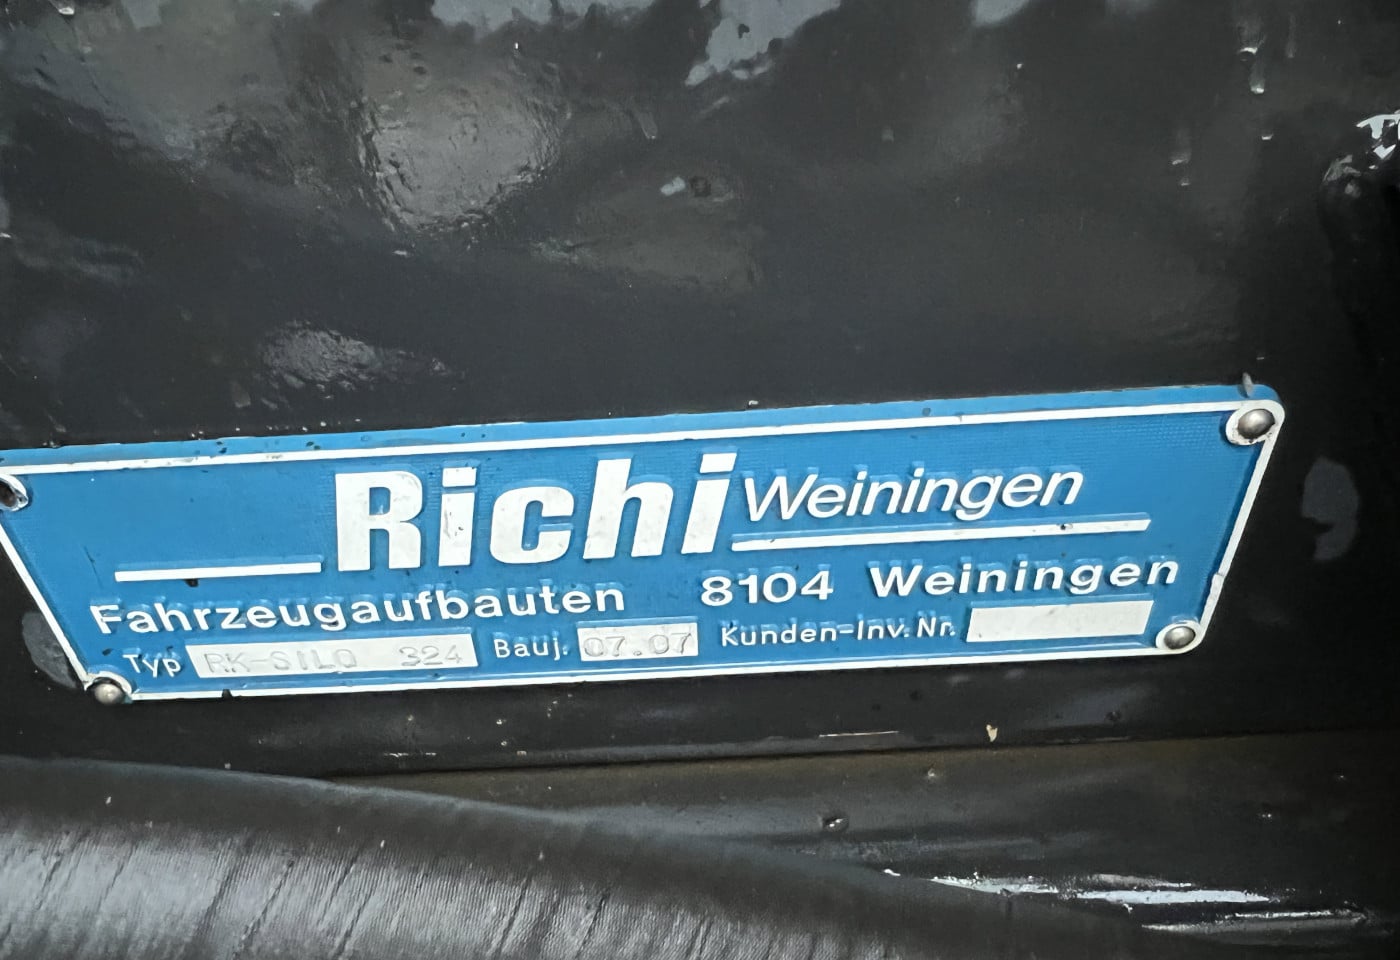 Richi Weiningen
Fahrzeugaufbauten 8104 Weiningen
Typ RK-SILO 324 Bauj. 07.07 Kunden-Inv. Nr.